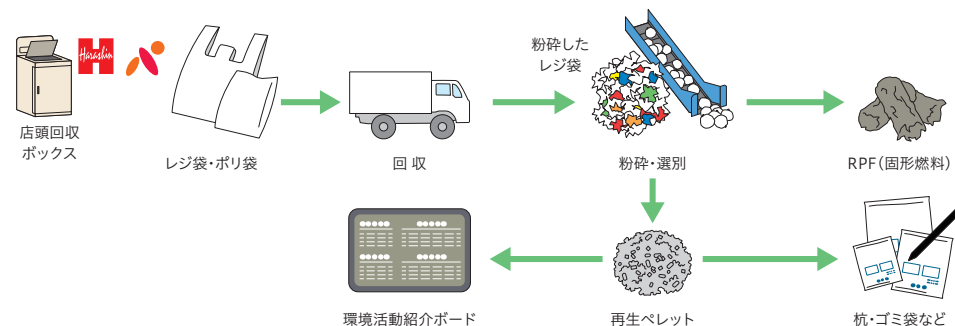 Harashin
H
店頭回収
ボックス
レジ袋・ポリ袋
回 収
粉砕した
レジ袋
粉砕・選別
RPF(固形燃料)
環境活動紹介ボード
再生ペレット
杭・ゴミ袋など